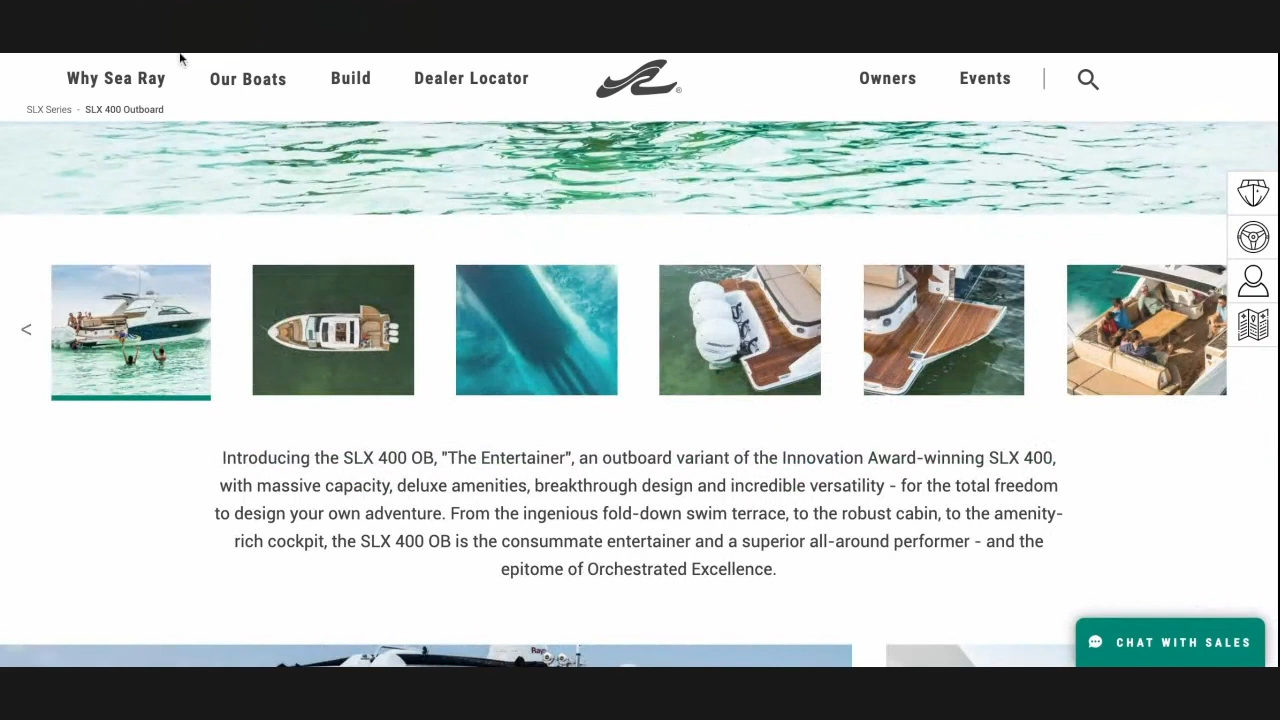 Why Sea Ray
Our Boats
Build
Dealer Locator
®
Owners
Events
SLX Series - SLX 400 Outboard
<
Introducing the SLX 400 OB, "The Entertainer", an outboard variant of the Innovation Award-winning SLX 400,
with massive capacity, deluxe amenities, breakthrough design and incredible versatility - for the total freedom
to design your own adventure. From the ingenious fold-down swim terrace, to the robust cabin, to the amenity-
rich cockpit, the SLX 400 OB is the consummate entertainer and a superior all-around performer - and the
epitome of Orchestrated Excellence.
CHAT WITH SALES